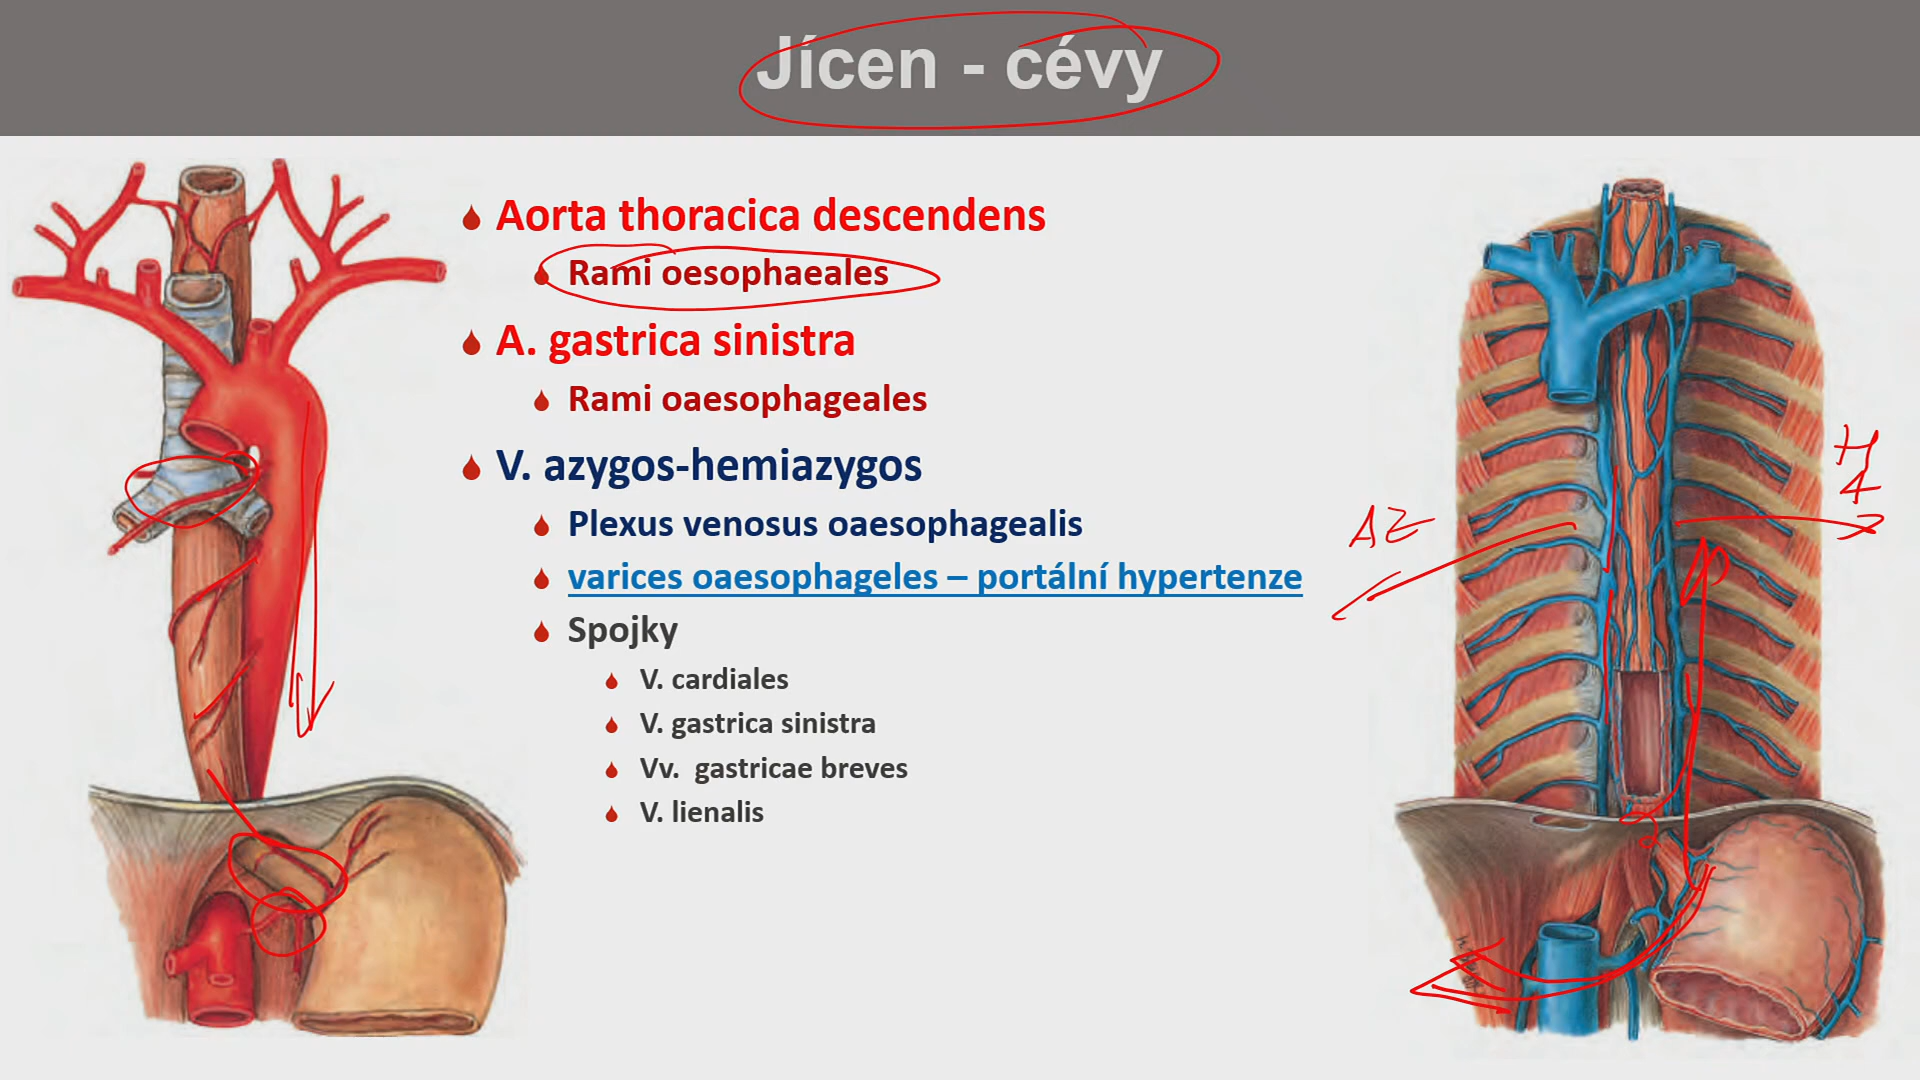 Jícen - cévy
Aorta thoracica descendens
Rami oesophaeales
A. gastrica sinistra
Rami oaesophageales
V. azygos-hemiazygos
Plexus venosus oaesophagealis
varices oaesophageles – portální hypertenze
Spojky
V. cardiales
V. gastrica sinistra
Vv. gastricae breves
V. lienalis
AZ
H